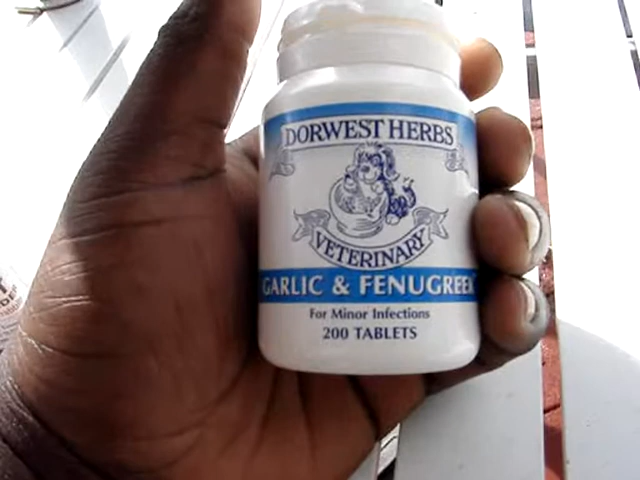 DORWEST HERBS
VETERINARY
GARLIC & FENUGREEK
For Minor Infections
200 TABLETS